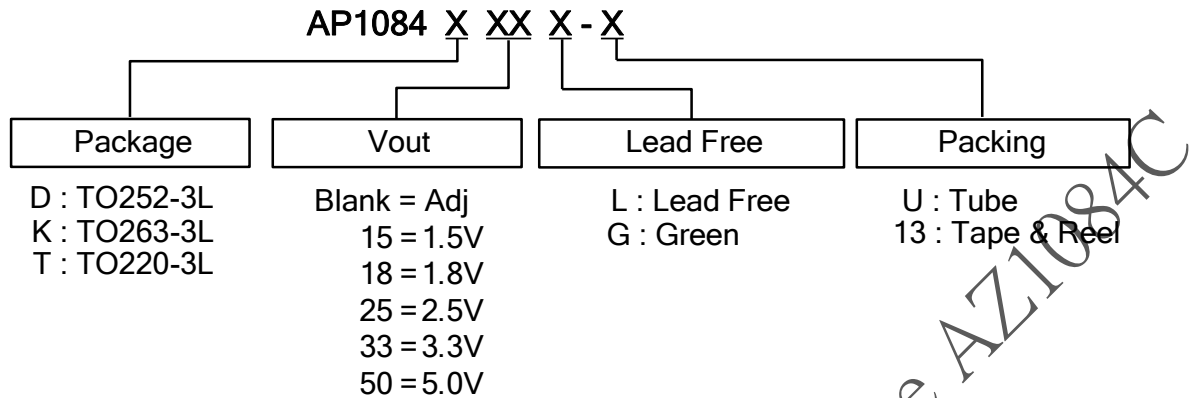 AP1084 X XX X - X
Package
Vout
Lead Free
Packing
D : TO252-3L
K : TO263-3L
T : TO220-3L
Blank = Adj
15 = 1.5V
18 = 1.8V
25 = 2.5V
33 = 3.3V
50 = 5.0V
L : Lead Free
G : Green
U : Tube
13 : Tape & Reel
AZ1084C